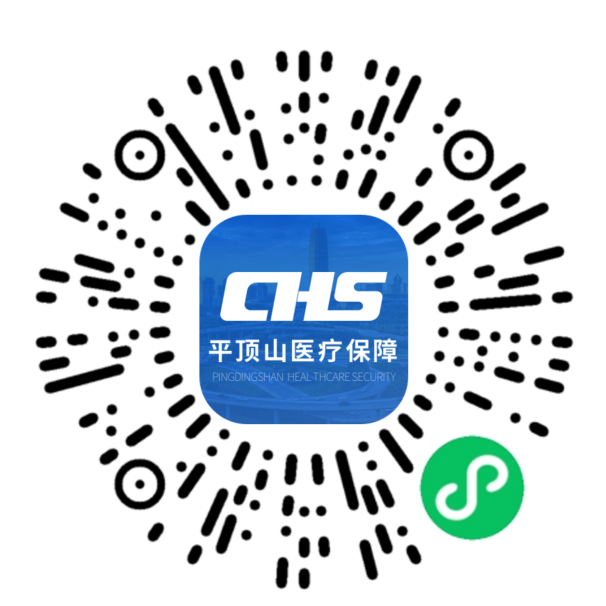 CHS
平顶山医疗保障
PINGDINGSHAN HEALTHCARE SECURITY